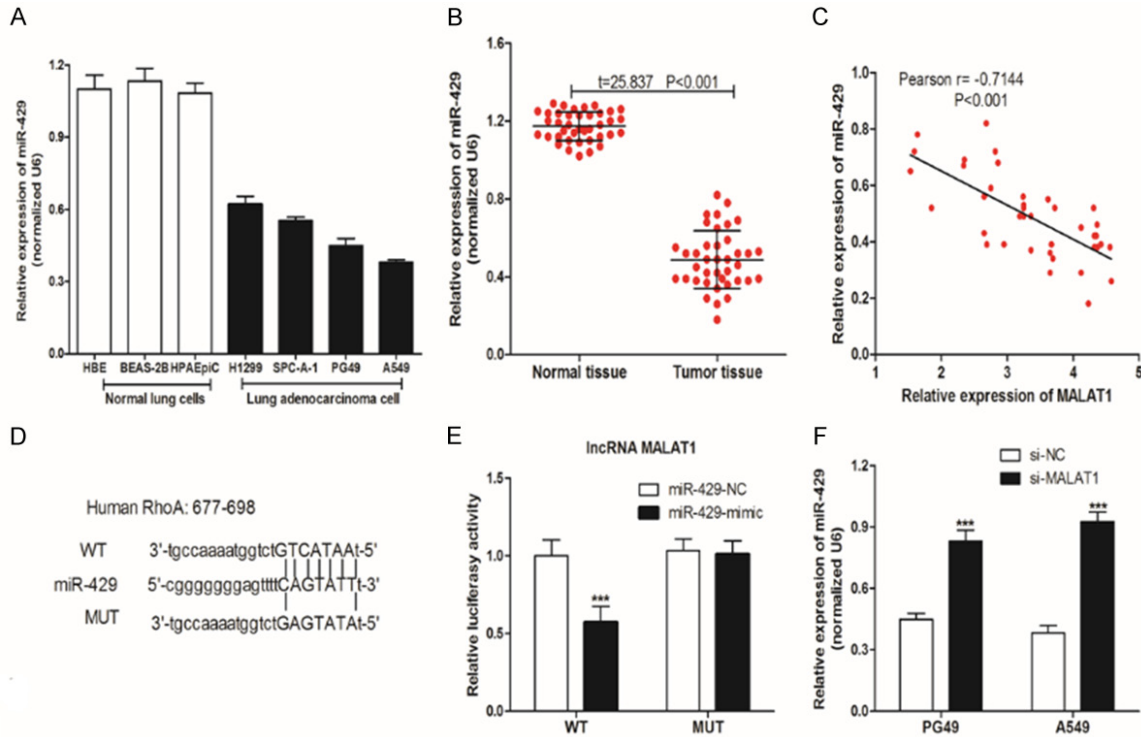 A
Relative expression of miR-429
(normalized U6)
1.2
0.9
0.6
0.3
0.0
HBE BEAS-2B HPAEpiC H1299 SPC-A-1 PG49 A549
Normal lung cells Lung adenocarcinoma cell
B
Relative expression of miR-429
(normalized U6)
1.6
1.2
0.8
0.4
0.0
t=25.837 P<0.001
Normal tissue Tumor tissue
C
Relative expression of miR-429
1.0
0.8
0.6
0.4
0.2
0.0
Pearson r= -0.7144
P<0.001
1 2 3 4 5
Relative expression of MALAT1
D
Human RhoA: 677-698
WT 3'-tgccaaaatggtctGTCATAAt-5'
miR-429 5'-cgggggggagttttCAGTATTt-3'
MUT 3'-tgccaaaatggtctGAGTATAt-5'
E
lncRNA MALAT1
Relative luciferasy activity
1.5
1.0
0.5
0.0
miR-429-NC
miR-429-mimic
***
WT MUT
F
Relative expression of miR-429
(normalized U6)
1.2
0.9
0.6
0.3
0.0
si-NC
si-MALAT1
*** ***
PG49 A549